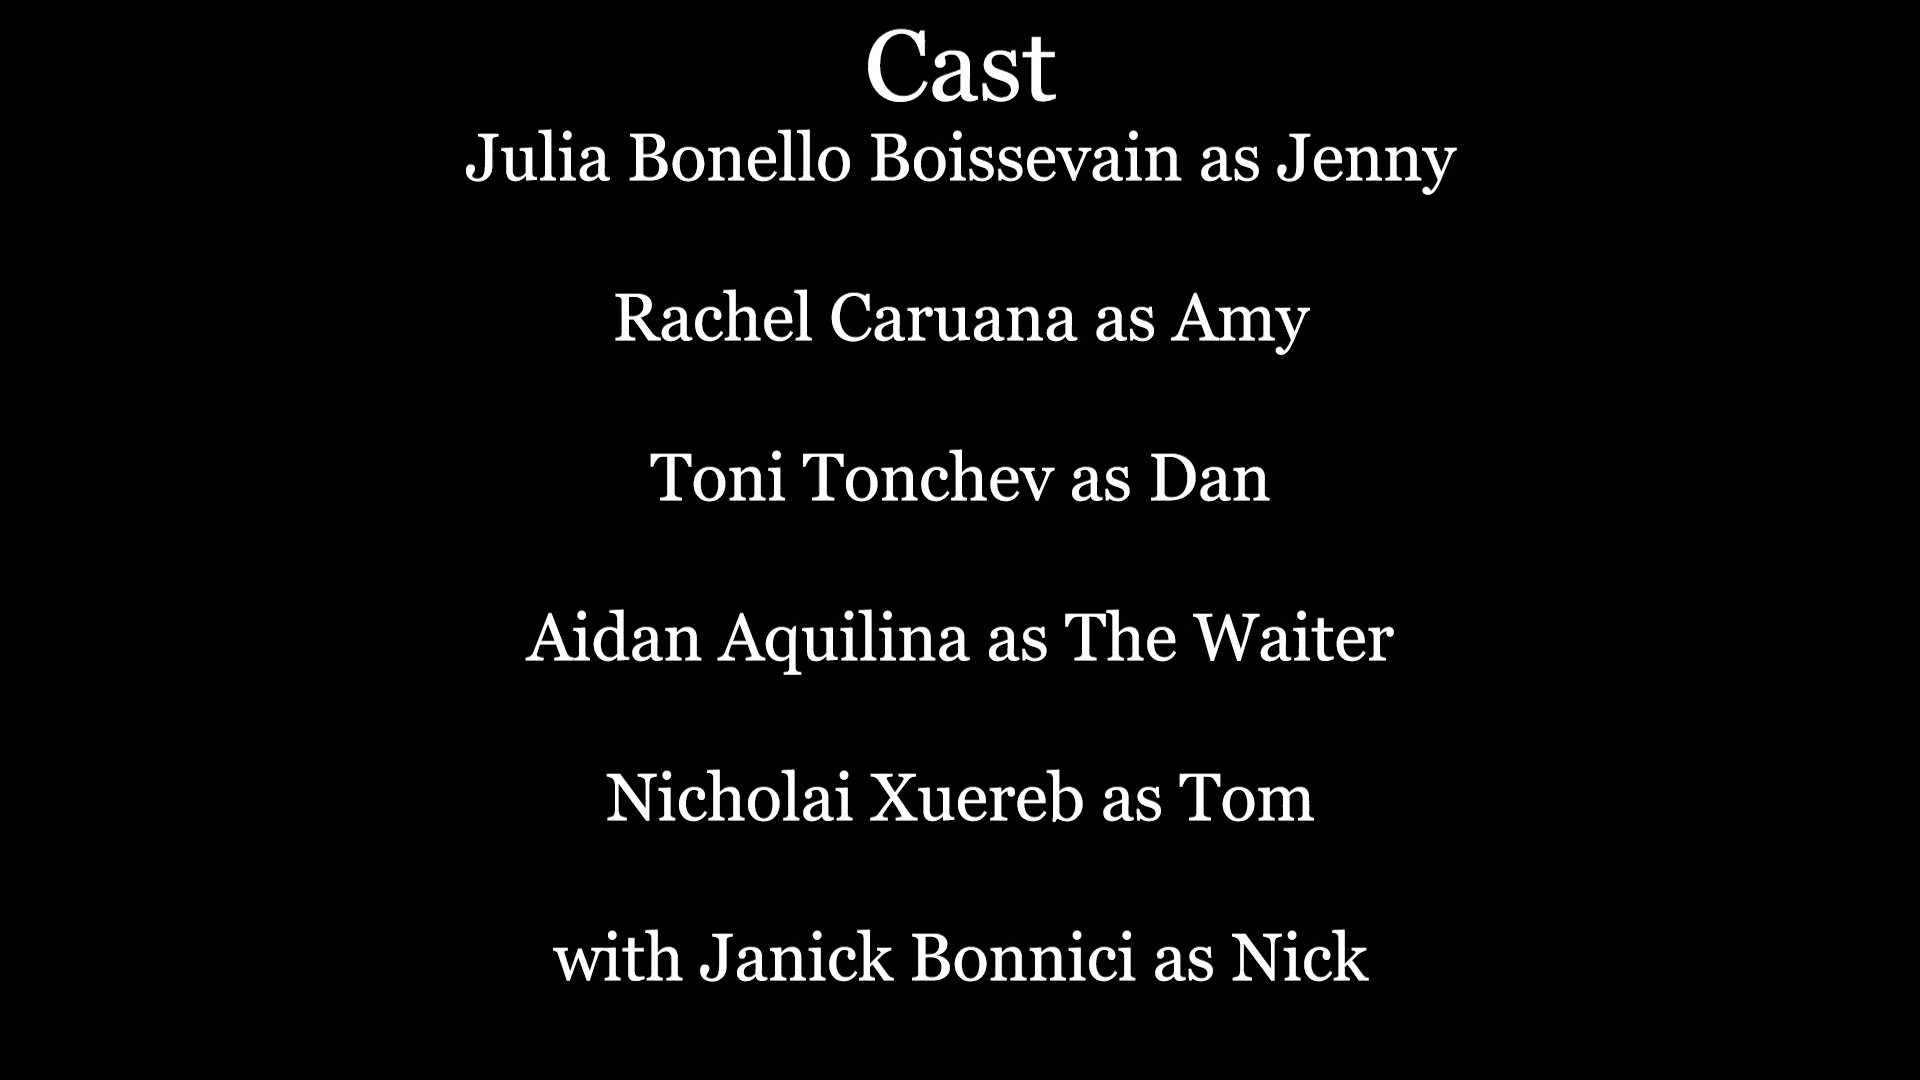 Cast
Julia Bonello Boissevain as Jenny
Rachel Caruana as Amy
Toni Tonchev as Dan
Aidan Aquilina as The Waiter
Nicholai Xuereb as Tom
with Janick Bonnici as Nick